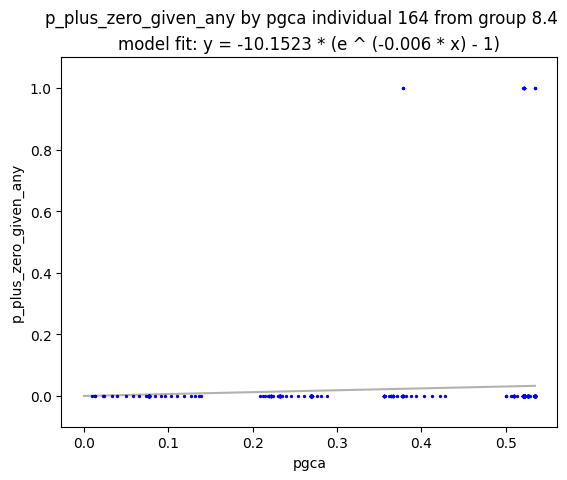 p_plus_zero_given_any by pgca individual 164 from group 8.4
model fit: y = -10.1523 * (e ^ (-0.006 * x) - 1)
1.0
0.8
0.6
0.4
0.2
0.0
p_plus_zero_given_any
0.0 0.1 0.2 0.3 0.4 0.5
pgca